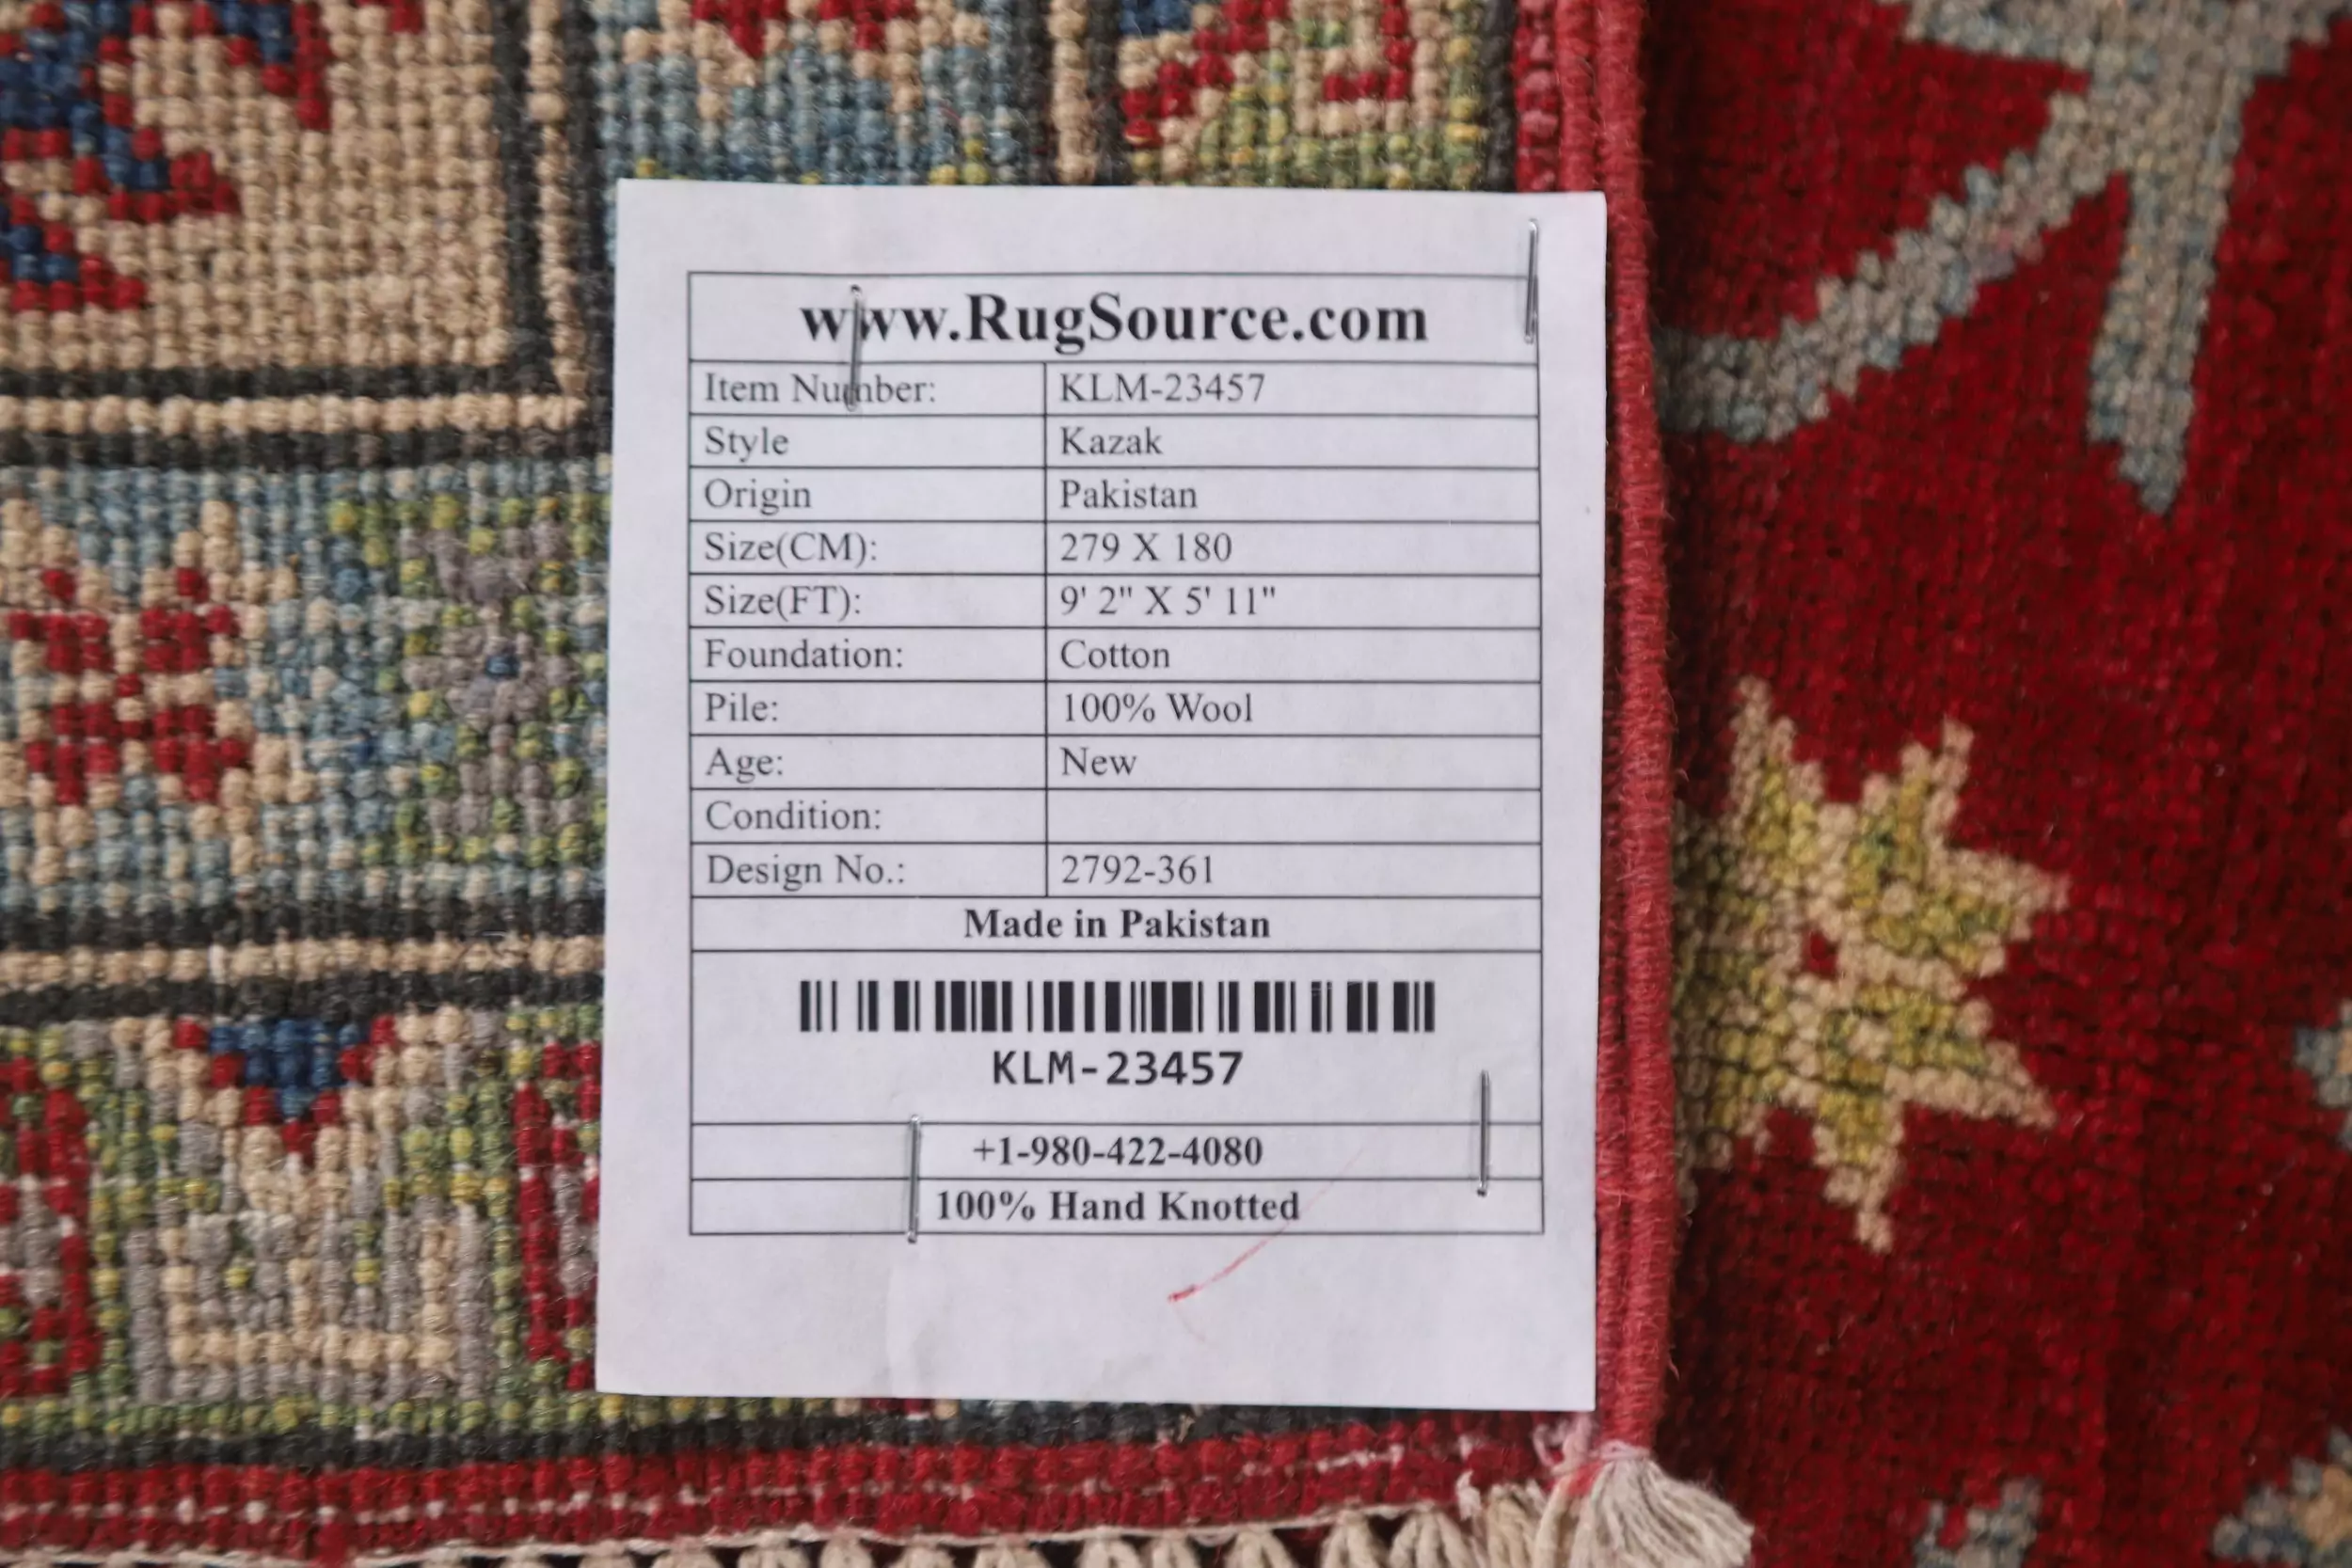 www.RugSource.com
Item Number: KLM-23457
Style Kazak
Origin Pakistan
Size(CM): 279 X 180
Size(FT): 9' 2" X 5' 11"
Foundation: Cotton
Pile: 100% Wool
Age: New
Condition:
Design No.: 2792-361
Made in Pakistan
KLM-23457
+1-980-422-4080
100% Hand Knotted